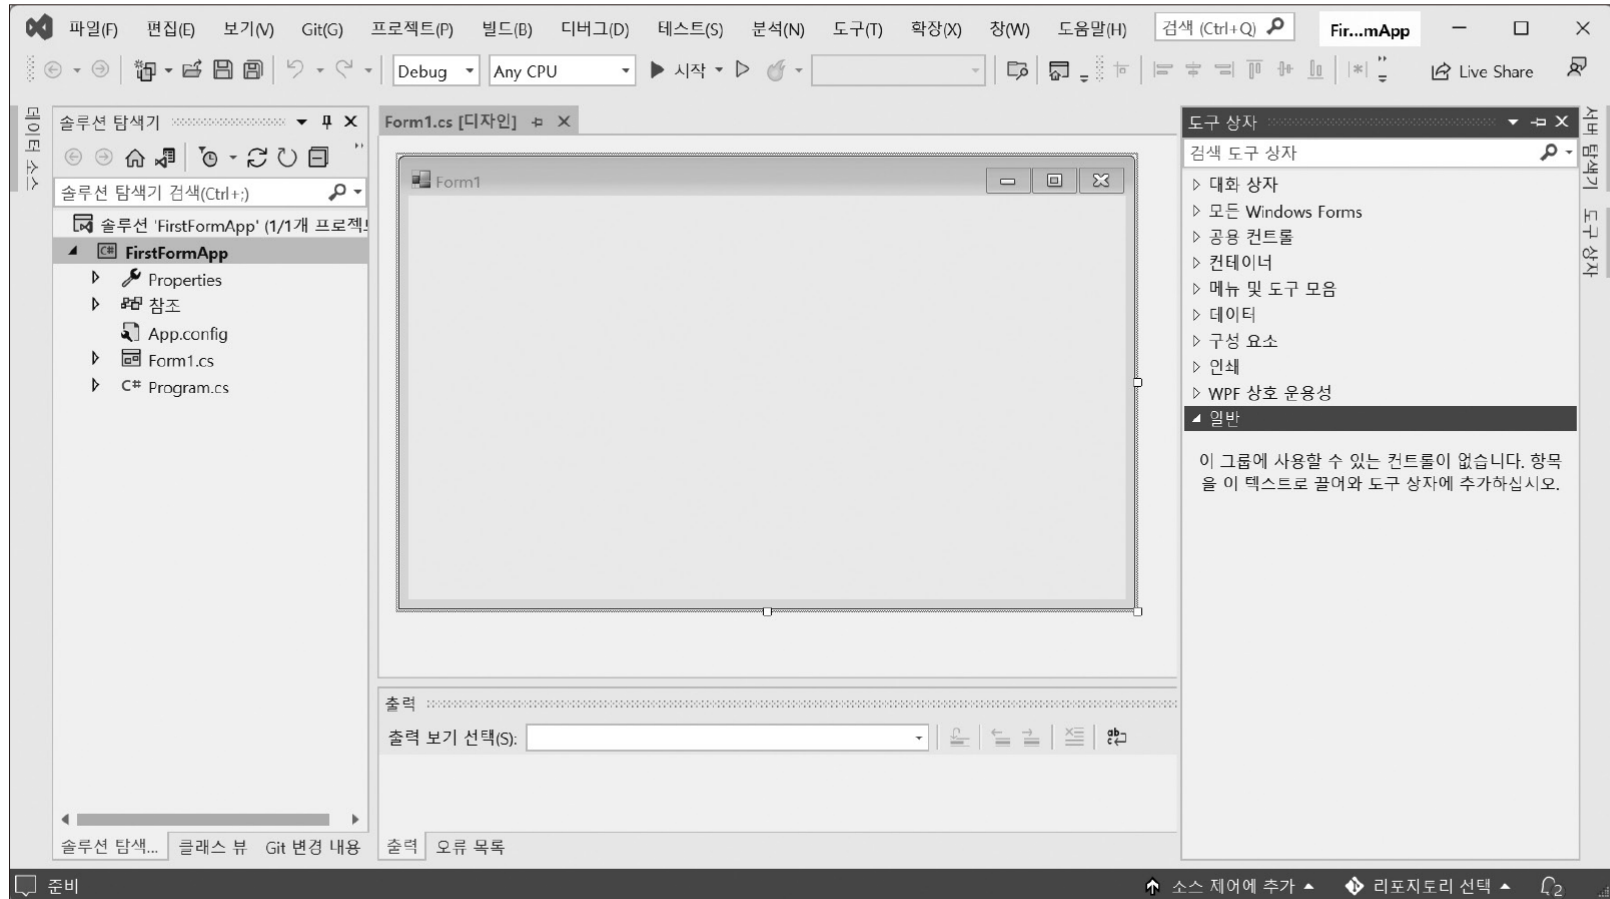 파일(F) 편집(E) 보기(V) Git(G) 프로젝트(P) 빌드(B) 디버그(D) 테스트(S) 분석(N) 도구(T) 확장(X) 창(W) 도움말(H) 검색 (Ctrl+Q) Fir...mApp
Debug Any CPU 시작 Live Share
데이터 소스
솔루션 탐색기
솔루션 탐색기 검색(Ctrl+;)
솔루션 'FirstFormApp' (1/1개 프로젝트
C# FirstFormApp
Properties
참조
App.config
Form1.cs
C# Program.cs
솔루션 탐색... 클래스 뷰 Git 변경 내용
Form1.cs [디자인]
Form1
출력
출력 보기 선택(S):
출력 오류 목록
도구 상자
검색 도구 상자
대화 상자
모든 Windows Forms
공용 컨트롤
컨테이너
메뉴 및 도구 모음
데이터
구성 요소
인쇄
WPF 상호 운용성
일반
이 그룹에 사용할 수 있는 컨트롤이 없습니다. 항목
을 이 텍스트로 끌어와 도구 상자에 추가하십시오.
서버 탐색기
도구 상자
준비 소스 제어에 추가 리포지토리 선택 2